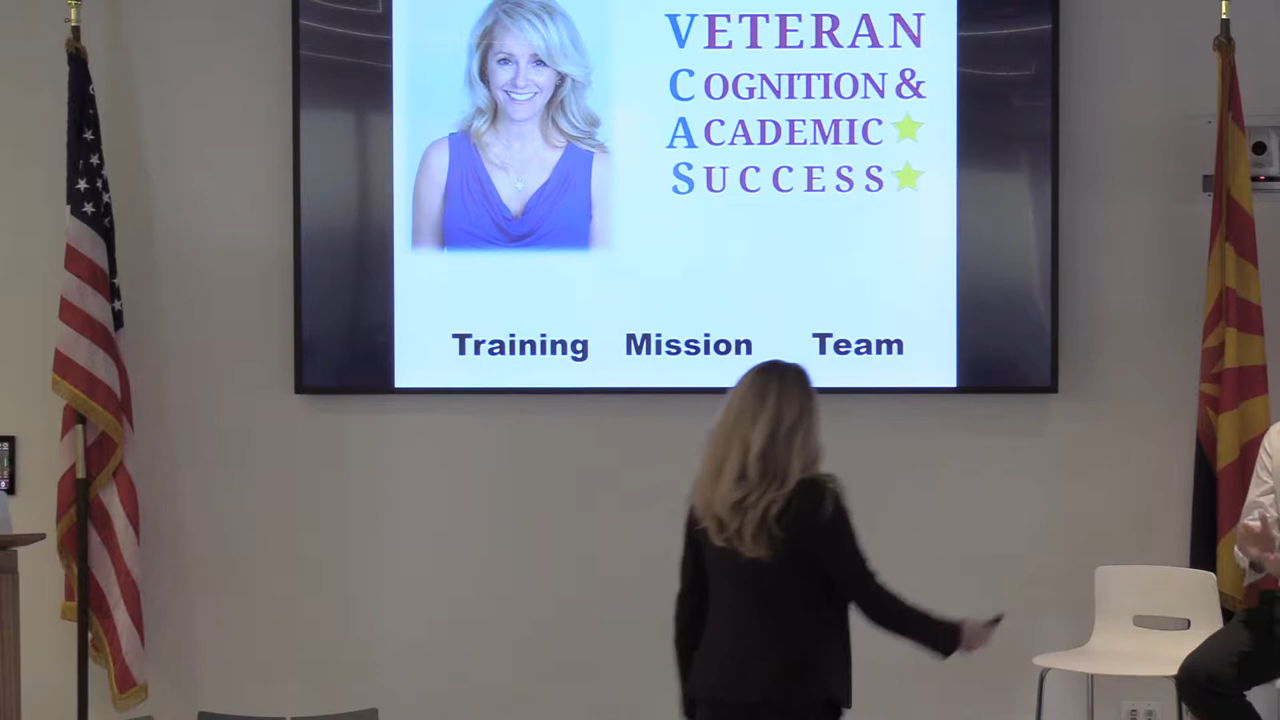 VETERAN
COGNITION &
ACADEMIC
SUCCESS
Training Mission Team